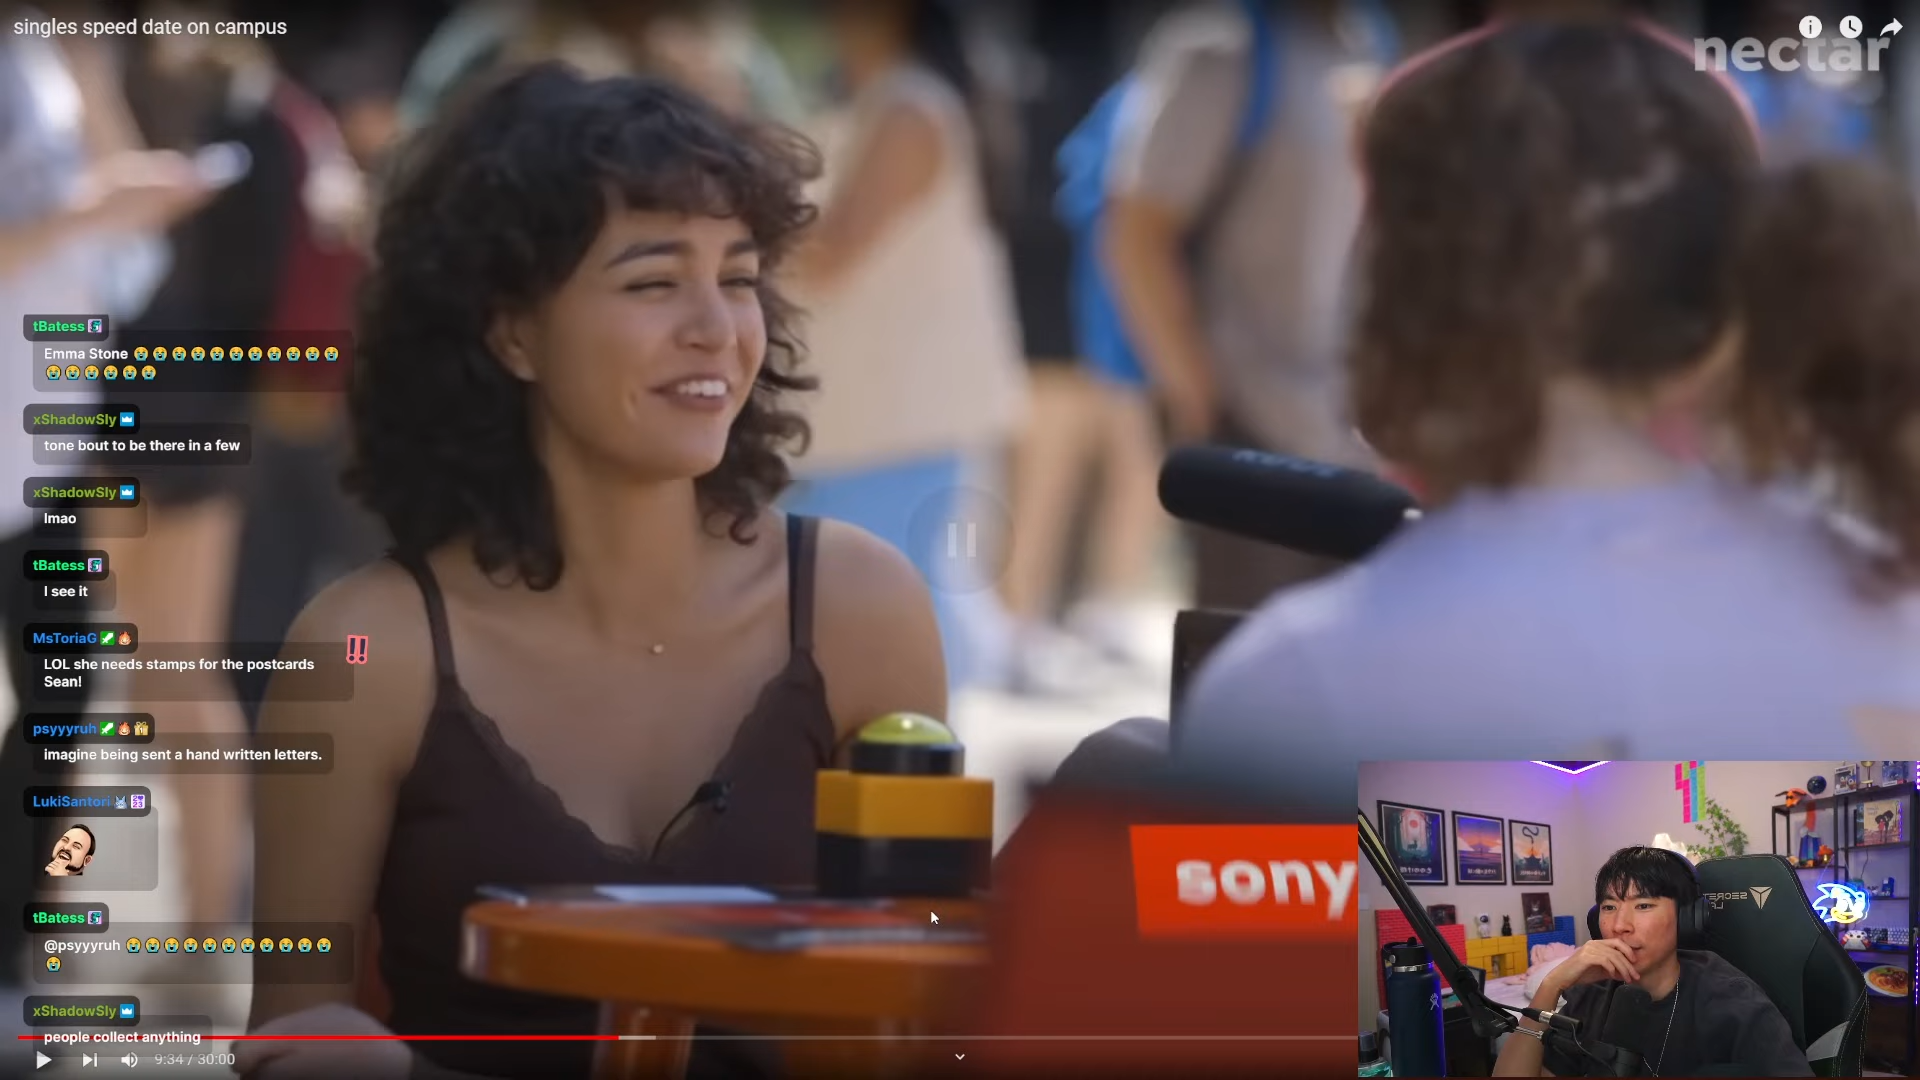 singles speed date on campus
nectar
tBatess
Emma Stone 😭😭😭😭😭😭😭😭😭😭😭
😭😭😭😭😭😭
xShadowSly
tone bout to be there in a few
xShadowSly
lmao
tBatess
I see it
MsToriaG
LOL she needs stamps for the postcards
Sean!
psyyyruh
imagine being sent a hand written letters.
LukiSantori
tBatess
@psyyyruh 😭😭😭😭😭😭😭😭😭😭😭
😭
xShadowSly
people collect anything
9:34 / 30:00
sony